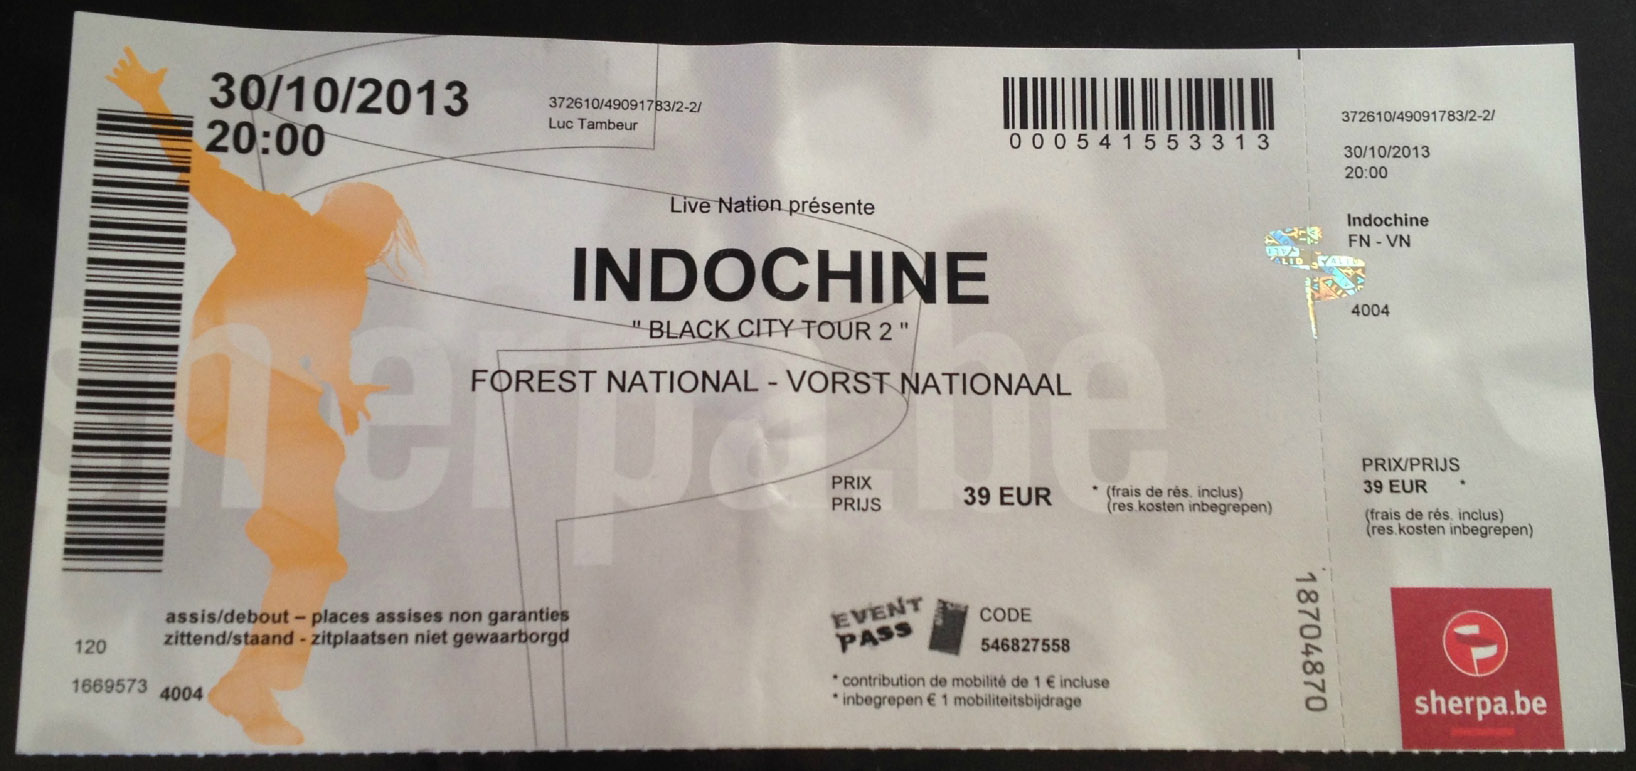 30/10/2013
20:00
372610/49091783/2-2/
Luc Tambeur
000541553313
Live Nation présente
INDOCHINE
" BLACK CITY TOUR 2 "
FOREST NATIONAL - VORST NATIONAAL
PRIX
PRIJS
39 EUR
* (frais de rés. inclus)
(res.kosten inbegrepen)
assis/debout – places assises non garanties
zittend/staand - zitplaatsen niet gewaarborgd
120
1669573
4004
EVENT
PASS
CODE
546827558
* contribution de mobilité de 1 € incluse
* inbegrepen € 1 mobiliteitsbijdrage
sherpa.be
18704870
372610/49091783/2-2/
30/10/2013
20:00
Indochine
FN - VN
4004
PRIX/PRIJS
39 EUR *
(frais de rés. inclus)
(res.kosten inbegrepen)
sherpa.be